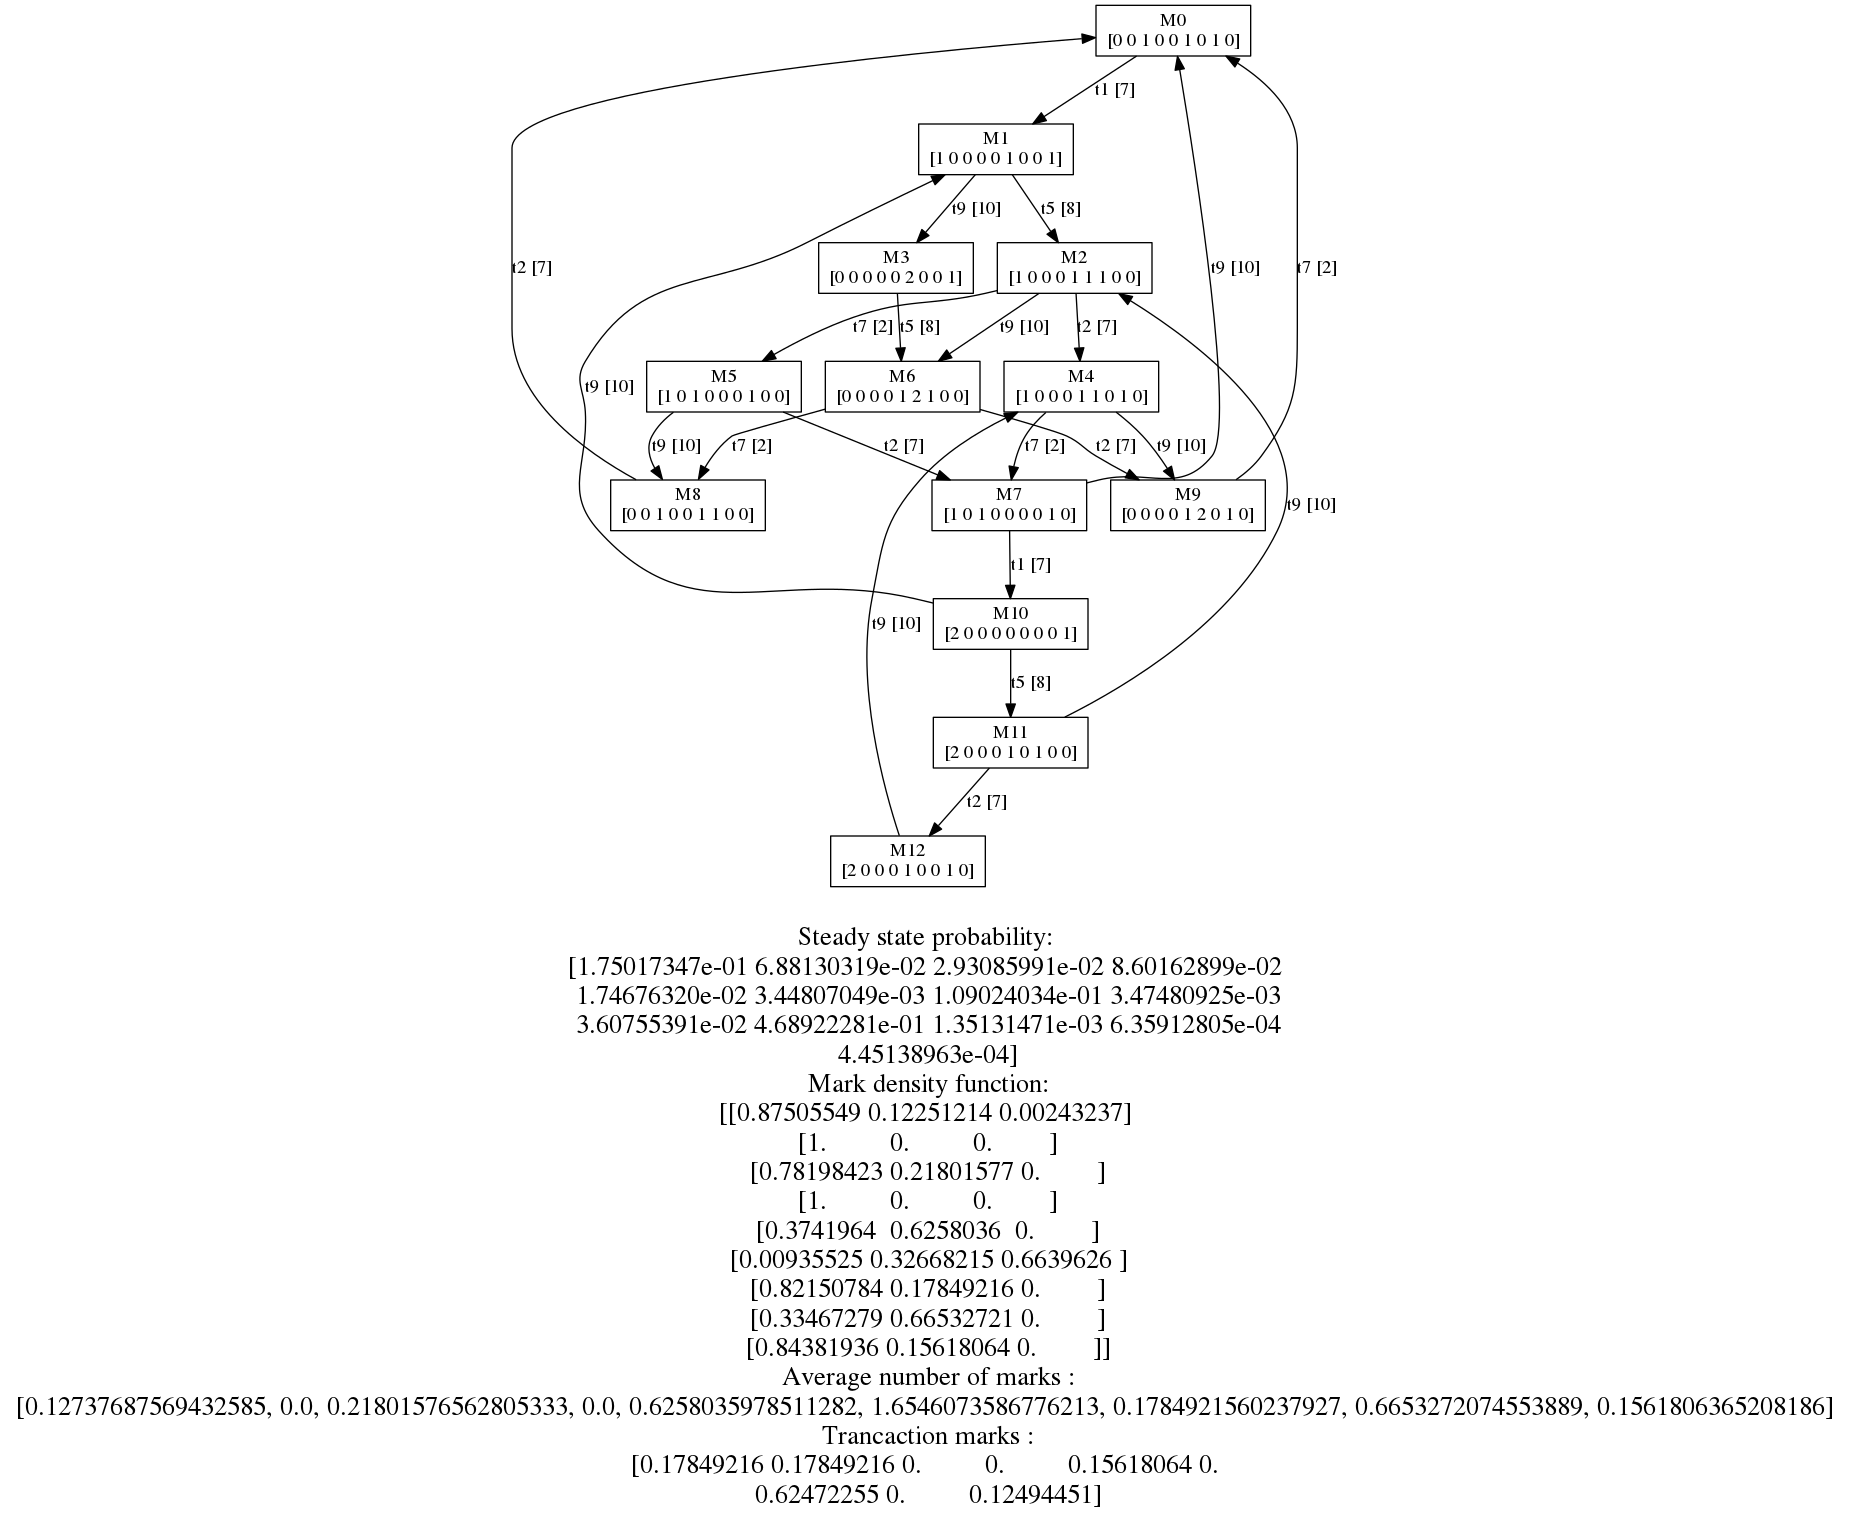 M0
[0 0 1 0 0 1 0 1 0]
t1 [7]
M1
[1 0 0 0 0 1 0 0 1]
t9 [10]
t5 [8]
M3
[0 0 0 0 0 2 0 0 1]
M2
[1 0 0 0 1 1 1 0 0]
t2 [7]
t9 [10]
t7 [2]
t7 [2]
t5 [8]
t9 [10]
t2 [7]
M5
[1 0 1 0 0 0 1 0 0]
M6
[0 0 0 0 1 2 1 0 0]
M4
[1 0 0 0 1 1 0 1 0]
t9 [10]
t9 [10]
t7 [2]
t2 [7]
t7 [2]
t2 [7]
t9 [10]
M8
[0 0 1 0 0 1 1 0 0]
M7
[1 0 1 0 0 0 0 1 0]
M9
[0 0 0 0 1 2 0 1 0]
t9 [10]
t1 [7]
M10
[2 0 0 0 0 0 0 0 1]
t9 [10]
t5 [8]
M11
[2 0 0 0 1 0 1 0 0]
t2 [7]
M12
[2 0 0 0 1 0 0 1 0]
Steady state probability:
[1.75017347e-01 6.88130319e-02 2.93085991e-02 8.60162899e-02
1.74676320e-02 3.44807049e-03 1.09024034e-01 3.47480925e-03
3.60755391e-02 4.68922281e-01 1.35131471e-03 6.35912805e-04
4.45138963e-04]
Mark density function:
[[0.87505549 0.12251214 0.00243237]
[1. 0. 0. ]
[0.78198423 0.21801577 0. ]
[1. 0. 0. ]
[0.3741964 0.6258036 0. ]
[0.00935525 0.32668215 0.6639626 ]
[0.82150784 0.17849216 0. ]
[0.33467279 0.66532721 0. ]
[0.84381936 0.15618064 0. ]]
Average number of marks :
[0.12737687569432585, 0.0, 0.21801576562805333, 0.0, 0.6258035978511282, 1.6546073586776213, 0.1784921560237927, 0.6653272074553889, 0.1561806365208186]
Trancaction marks :
[0.17849216 0.17849216 0. 0. 0.15618064 0.
0.62472255 0. 0.12494451]